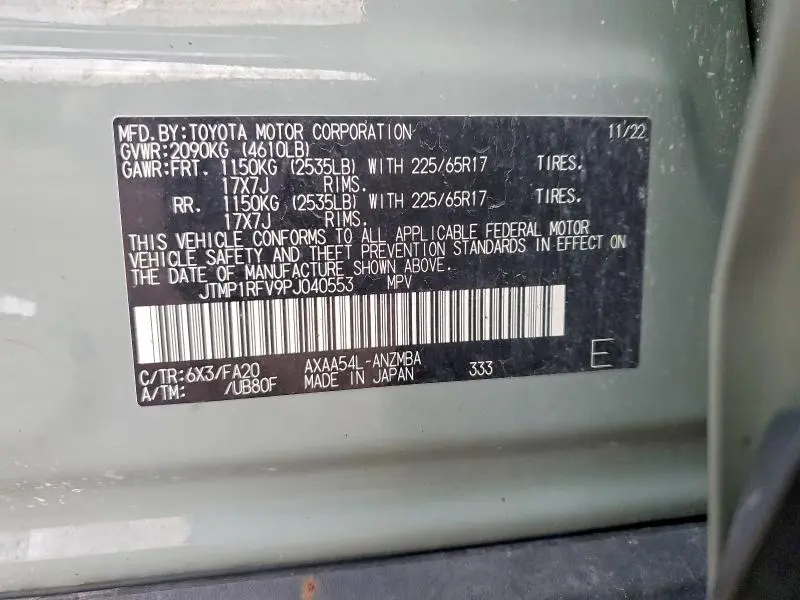 MFD. BY: TOYOTA MOTOR CORPORATION 11/22
GVWR: 2090KG (4610LB)
GAWR: FRT. 1150KG (2535LB) WITH 225/65R17 TIRES.
17X7J RIMS.
RR. 1150KG (2535LB) WITH 225/65R17 TIRES.
17X7J RIMS.
THIS VEHICLE CONFORMS TO ALL APPLICABLE FEDERAL MOTOR
VEHICLE SAFETY AND THEFT PREVENTION STANDARDS IN EFFECT ON
THE DATE OF MANUFACTURE SHOWN ABOVE.
JTMP1RFV9PJ040553 MPV
C/TR: 6X3/FA20 AXAA54L-ANZMBA 333 E
A/TM: /UB80F MADE IN JAPAN